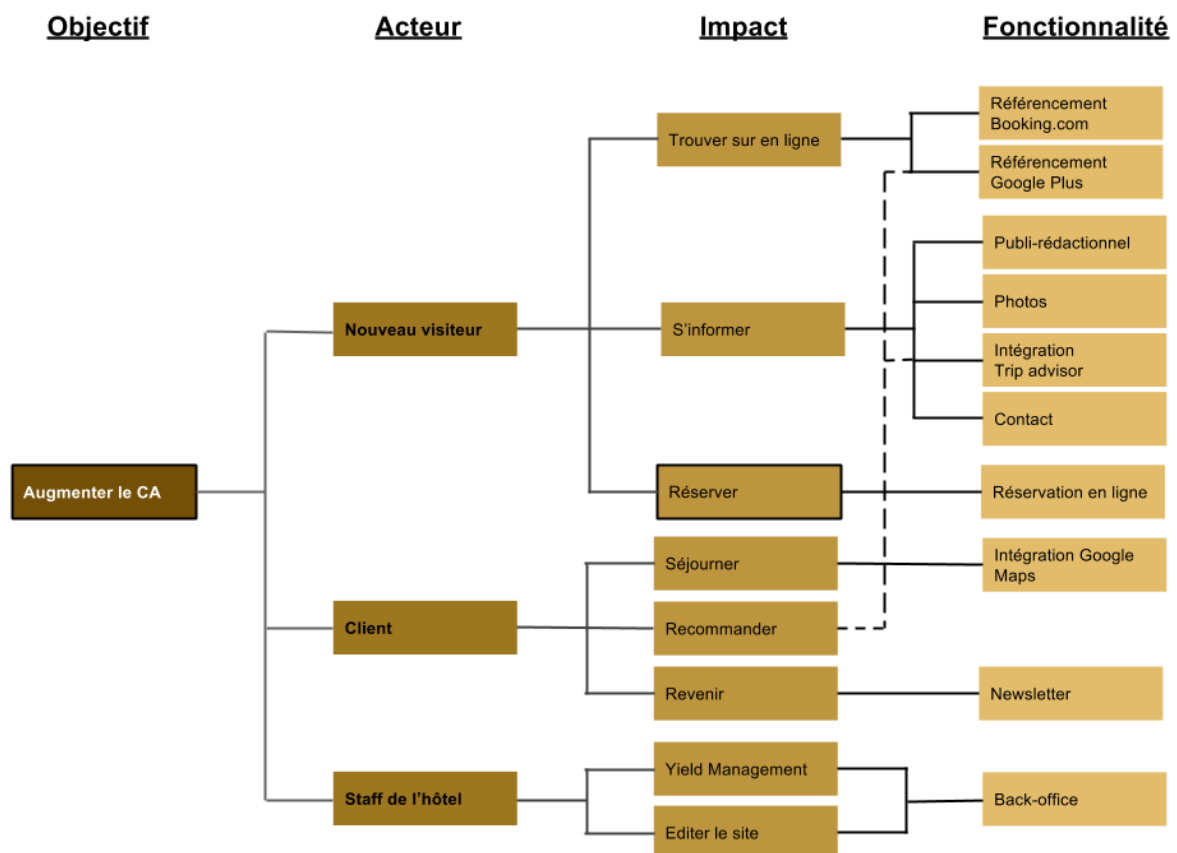 Objectif
Acteur
Impact
Fonctionnalité
Trouver sur en ligne
Référencement
Booking.com
Référencement
Google Plus
Publi-rédactionnel
Nouveau visiteur
S’informer
Photos
Intégration
Trip advisor
Contact
Augmenter le CA
Réserver
Réservation en ligne
Séjourner
Intégration Google
Maps
Client
Recommander
Revenir
Newsletter
Yield Management
Staff de l’hôtel
Back-office
Editer le site